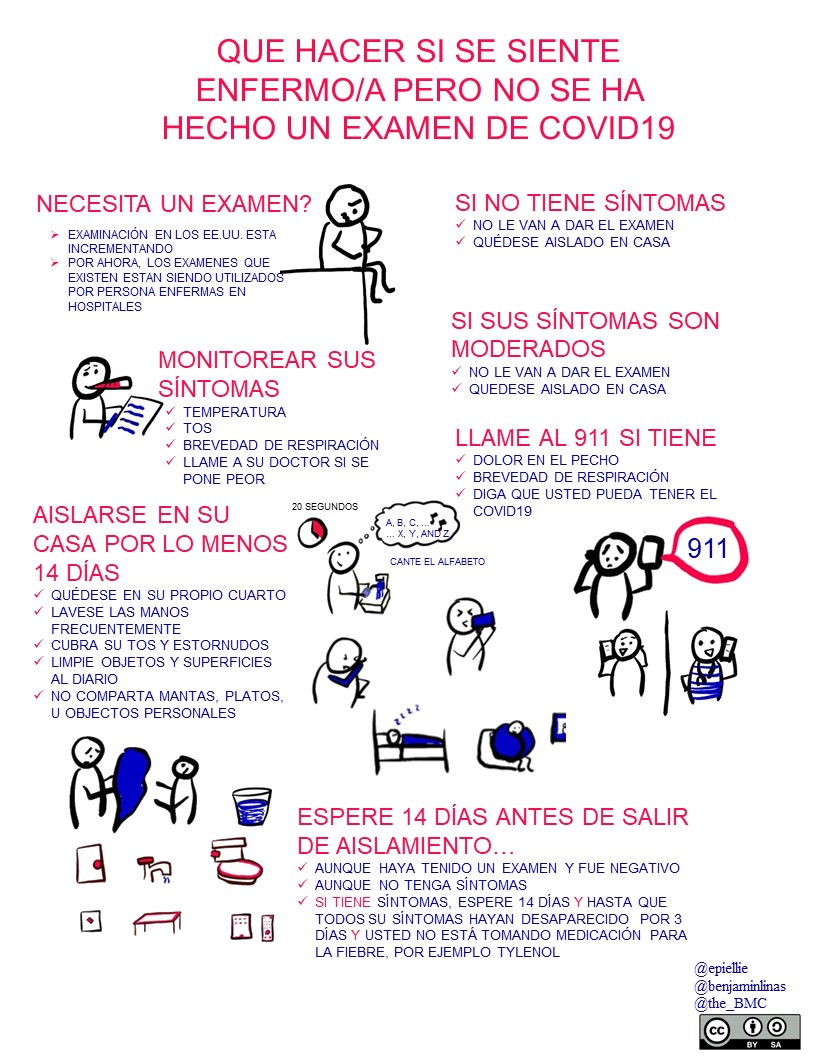 QUE HACER SI SE SIENTE
ENFERMO/A PERO NO SE HA
HECHO UN EXAMEN DE COVID19
NECESITA UN EXAMEN?
EXAMINACIÓN EN LOS EE.UU. ESTA
INCREMENTANDO
POR AHORA, LOS EXAMENES QUE
EXISTEN ESTAN SIENDO UTILIZADOS
POR PERSONA ENFERMAS EN
HOSPITALES
SI NO TIENE SÍNTOMAS
NO LE VAN A DAR EL EXAMEN
QUÉDESE AISLADO EN CASA
SI SUS SÍNTOMAS SON
MODERADOS
NO LE VAN A DAR EL EXAMEN
QUEDESE AISLADO EN CASA
MONITOREAR SUS
SÍNTOMAS
TEMPERATURA
TOS
BREVEDAD DE RESPIRACIÓN
LLAME A SU DOCTOR SI SE
PONE PEOR
LLAME AL 911 SI TIENE
DOLOR EN EL PECHO
BREVEDAD DE RESPIRACIÓN
DIGA QUE USTED PUEDA TENER EL
COVID19
911
AISLARSE EN SU
CASA POR LO MENOS
14 DÍAS
QUÉDESE EN SU PROPIO CUARTO
LAVESE LAS MANOS
FRECUENTEMENTE
CUBRA SU TOS Y ESTORNUDOS
LIMPIE OBJETOS Y SUPERFICIES
AL DIARIO
NO COMPARTA MANTAS, PLATOS,
U OBJECTOS PERSONALES
20 SEGUNDOS
A, B, C, ...
... X, Y, AND Z
CANTE EL ALFABETO
z z z z
ESPERE 14 DÍAS ANTES DE SALIR
DE AISLAMIENTO...
AUNQUE HAYA TENIDO UN EXAMEN Y FUE NEGATIVO
AUNQUE NO TENGA SÍNTOMAS
SI TIENE SÍNTOMAS, ESPERE 14 DÍAS Y HASTA QUE
TODOS SU SÍNTOMAS HAYAN DESAPARECIDO POR 3
DÍAS Y USTED NO ESTÁ TOMANDO MEDICACIÓN PARA
LA FIEBRE, POR EJEMPLO TYLENOL
@epiellie
@benjaminlinas
@the_BMC
cc
BY SA